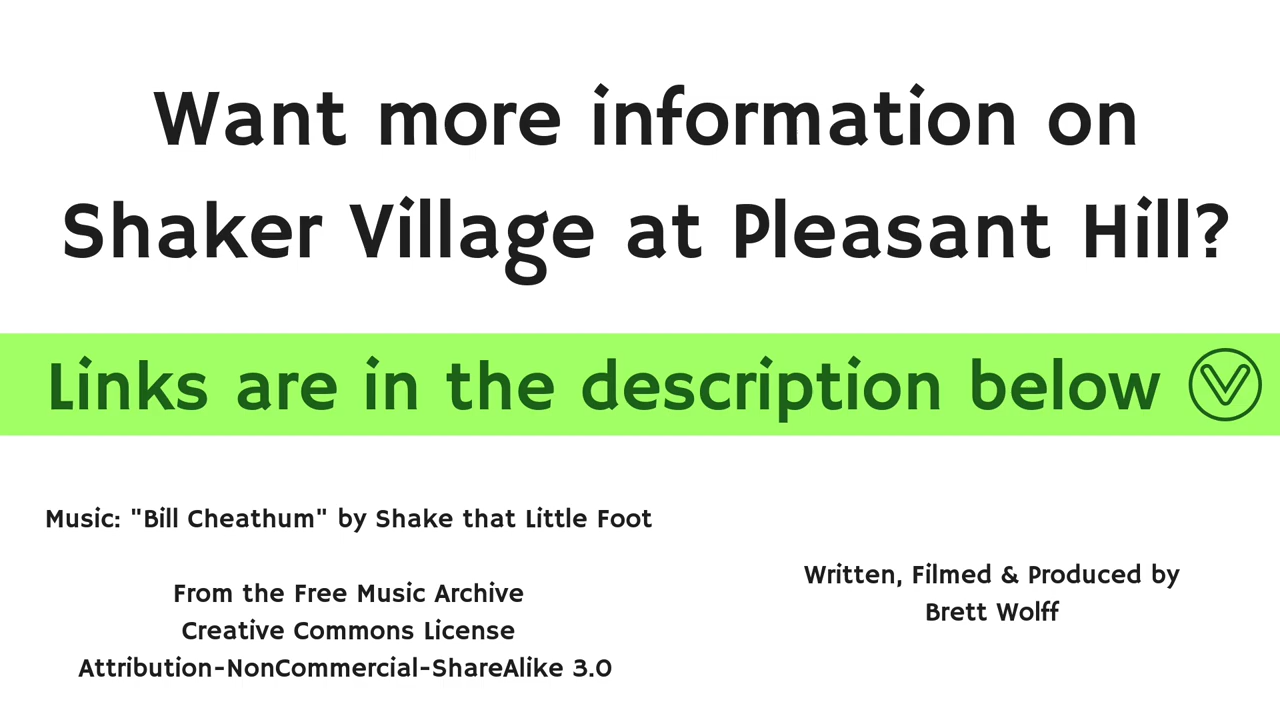 Want more information on
Shaker Village at Pleasant Hill?
Links are in the description below
Music: "Bill Cheathum" by Shake that Little Foot
From the Free Music Archive
Creative Commons License
Attribution-NonCommercial-ShareAlike 3.0
Written, Filmed & Produced by
Brett Wolff